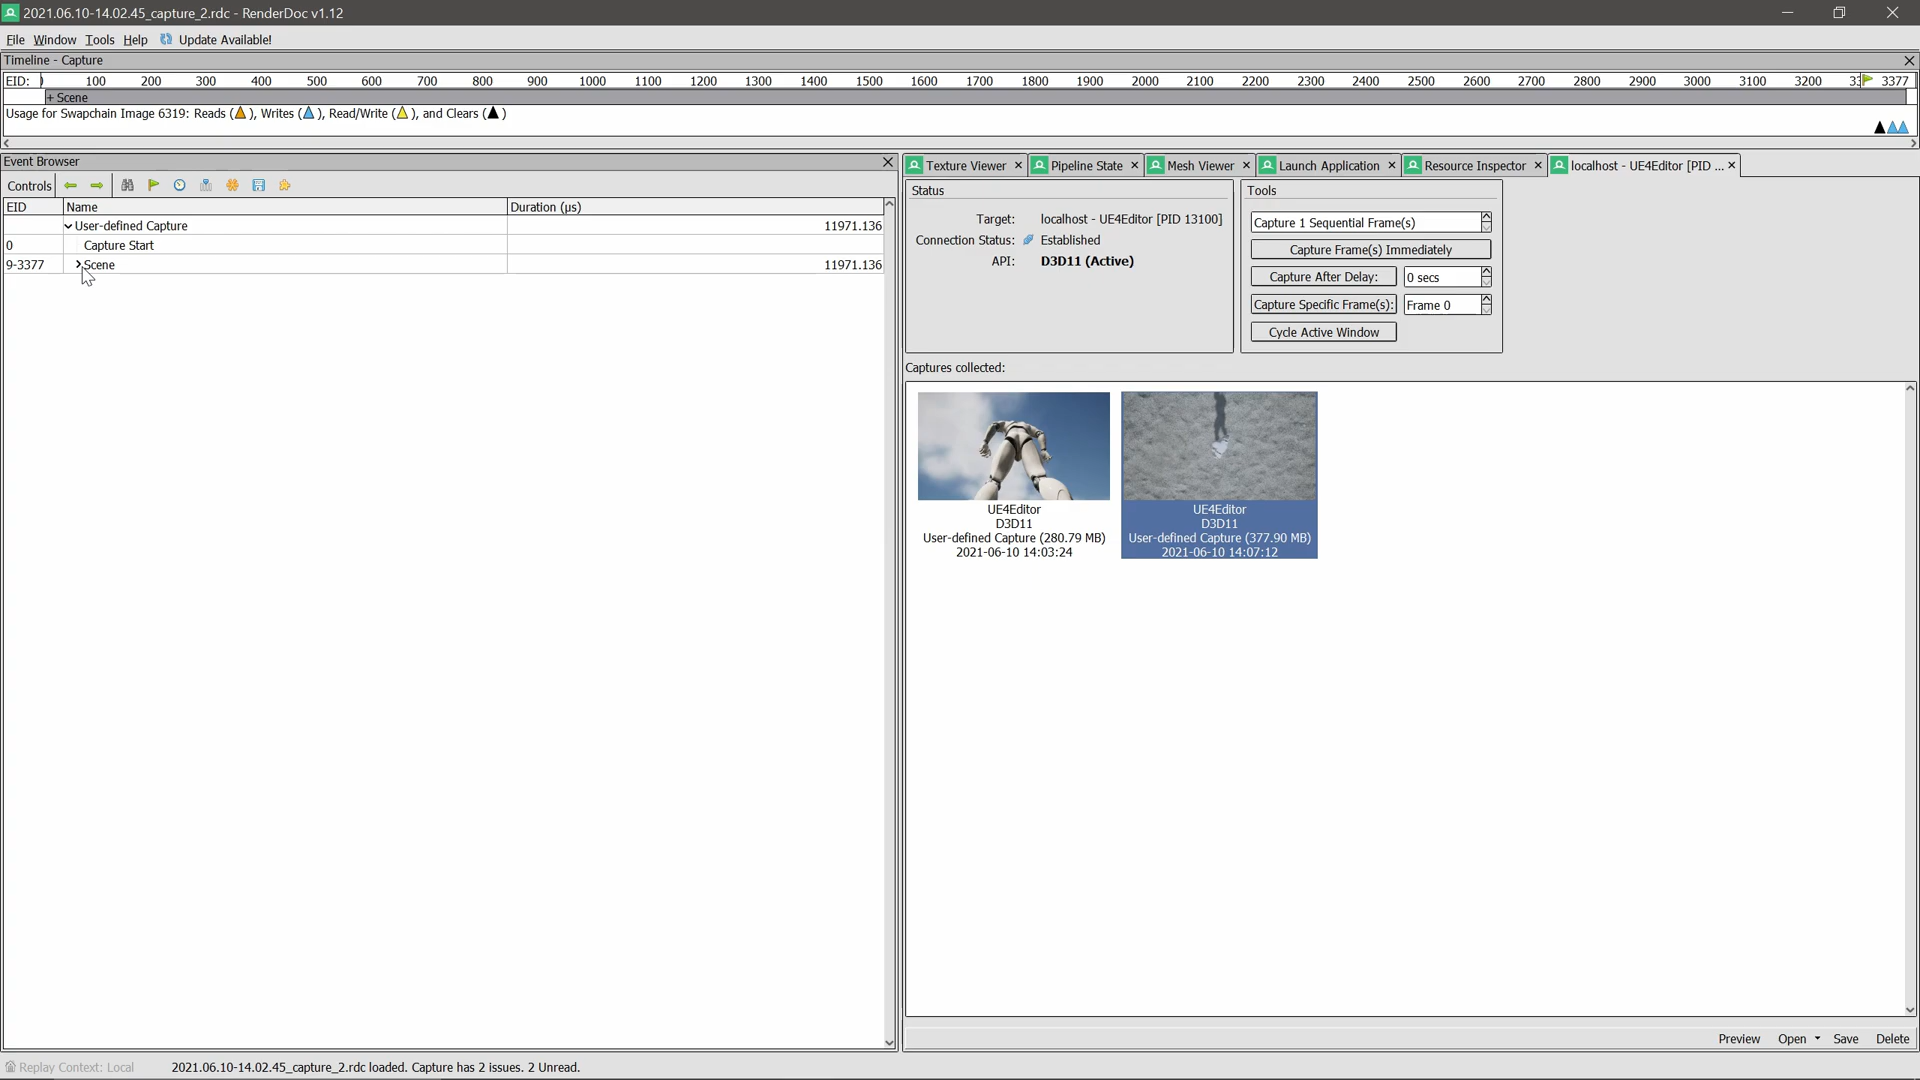 2021.06.10-14.02.45_capture_2.rdc - RenderDoc v1.12
File Window Tools Help Update Available!
Timeline - Capture
EID: 100 200 300 400 500 600 700 800 900 1000 1100 1200 1300 1400 1500 1600 1700 1800 1900 2000 2100 2200 2300 2400 2500 2600 2700 2800 2900 3000 3100 3200 3377
+ Scene
Usage for Swapchain Image 6319: Reads ( ), Writes ( ), Read/Write ( ), and Clears ( )
Event Browser
Controls
EID Name Duration (μs)
User-defined Capture 11971.136
0 Capture Start
9-3377 Scene 11971.136
Texture Viewer Pipeline State Mesh Viewer Launch Application Resource Inspector localhost - UE4Editor [PID ...
Status
Target: localhost - UE4Editor [PID 13100]
Connection Status: Established
API: D3D11 (Active)
Tools
Capture 1 Sequential Frame(s)
Capture Frame(s) Immediately
Capture After Delay: 0 secs
Capture Specific Frame(s): Frame 0
Cycle Active Window
Captures collected:
UE4Editor
D3D11
User-defined Capture (280.79 MB)
2021-06-10 14:03:24
UE4Editor
D3D11
User-defined Capture (377.90 MB)
2021-06-10 14:07:12
Preview Open Save Delete
Replay Context: Local 2021.06.10-14.02.45_capture_2.rdc loaded. Capture has 2 issues. 2 Unread.